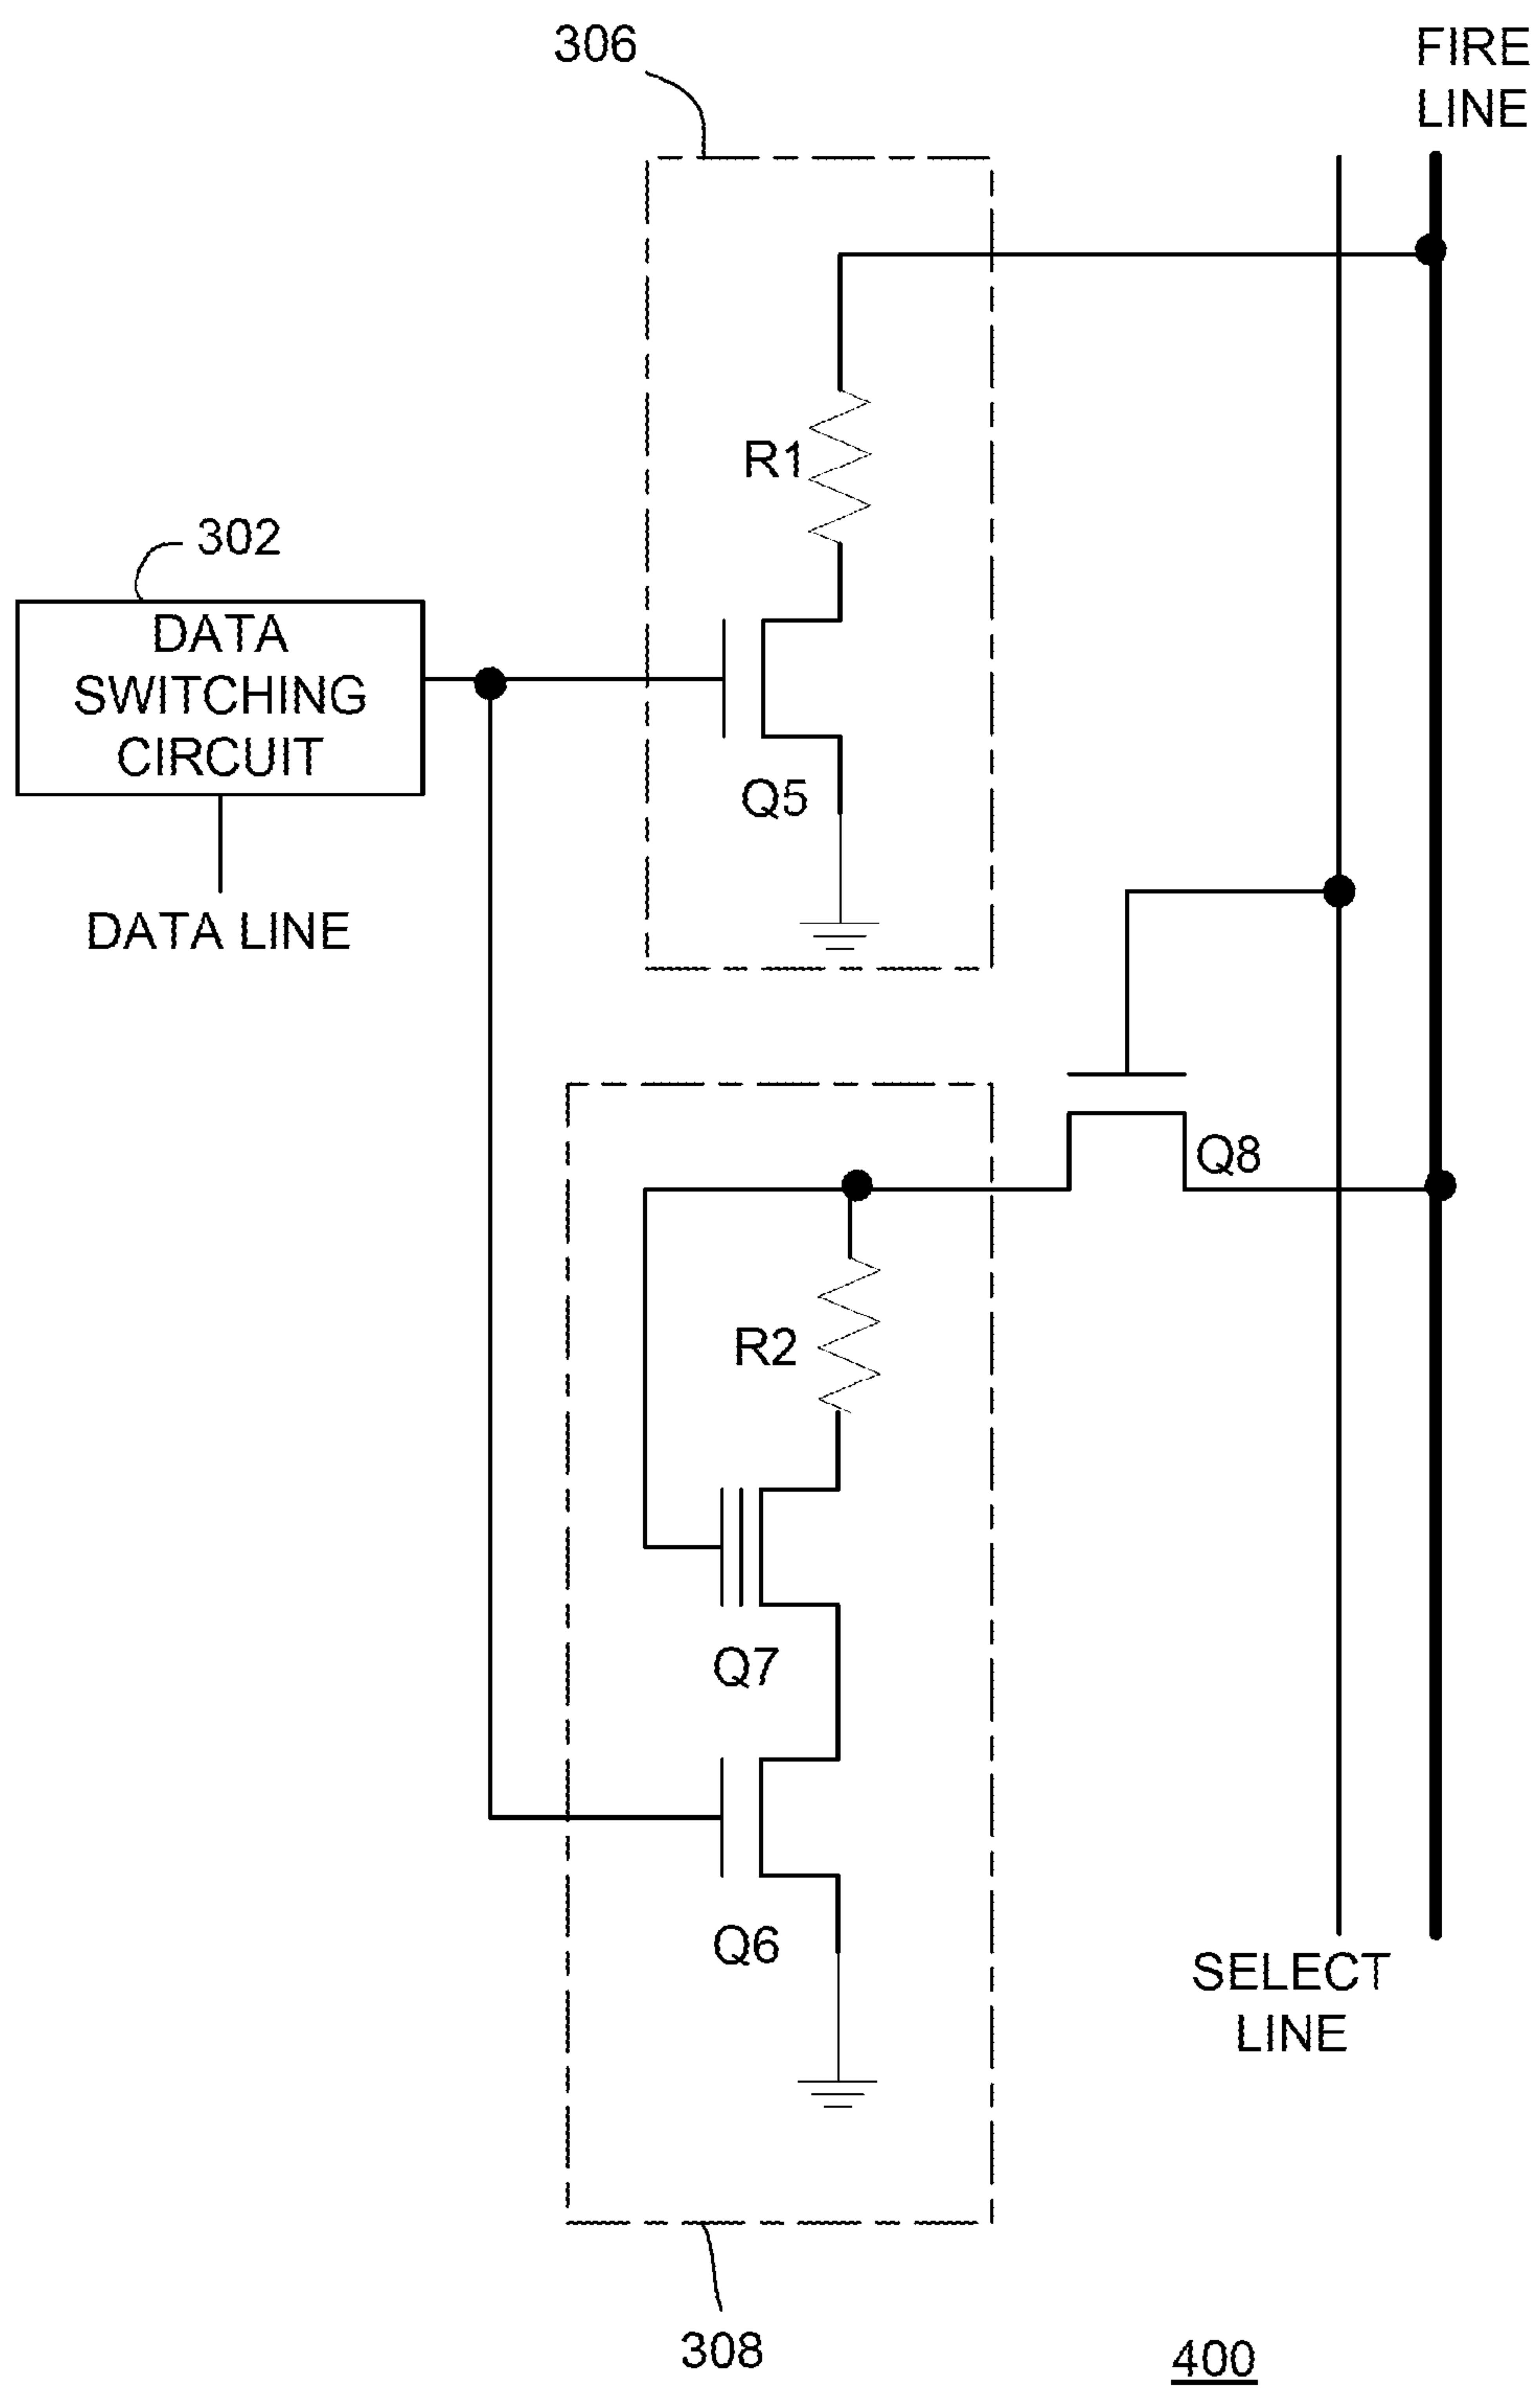 306
FIRE
LINE
R1
302
DATA
SWITCHING
CIRCUIT
Q5
DATA LINE
Q8
R2
Q7
Q6
SELECT
LINE
308
400